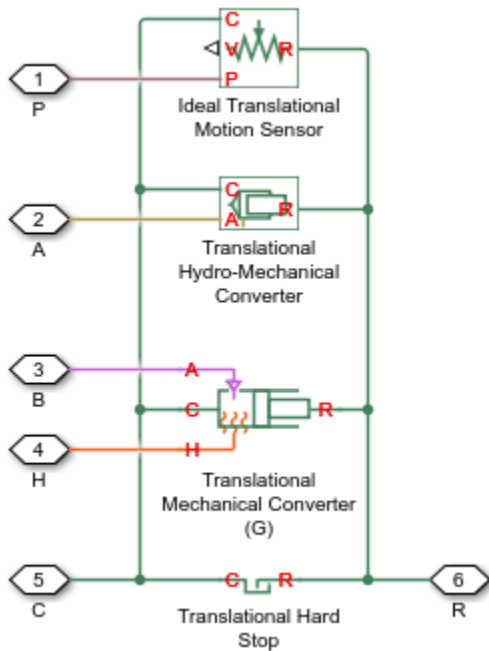 C
V R
1 P
P
Ideal Translational
Motion Sensor
C
R
2 A
A
Translational
Hydro-Mechanical
Converter
3 A
B
C R
4 H
H
Translational
Mechanical Converter
(G)
5 C R 6
C R
Translational Hard
Stop